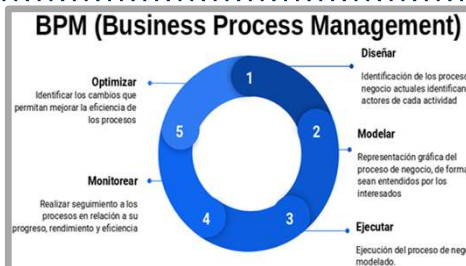 BPM (Business Process Management)
1
Diseñar
Identificación de los proceso
negocio actuales identifican
actores de cada actividad
2
Modelar
Representación gráfica del
proceso de negocio, de forma
sean entendidos por los
interesados
3
Ejecutar
Ejecución del proceso de nego
modelado.
4
Monitorear
Realizar seguimiento a los
procesos en relación a su
progreso, rendimiento y eficiencia
5
Optimizar
Identificar los cambios que
permitan mejorar la eficiencia de
los procesos